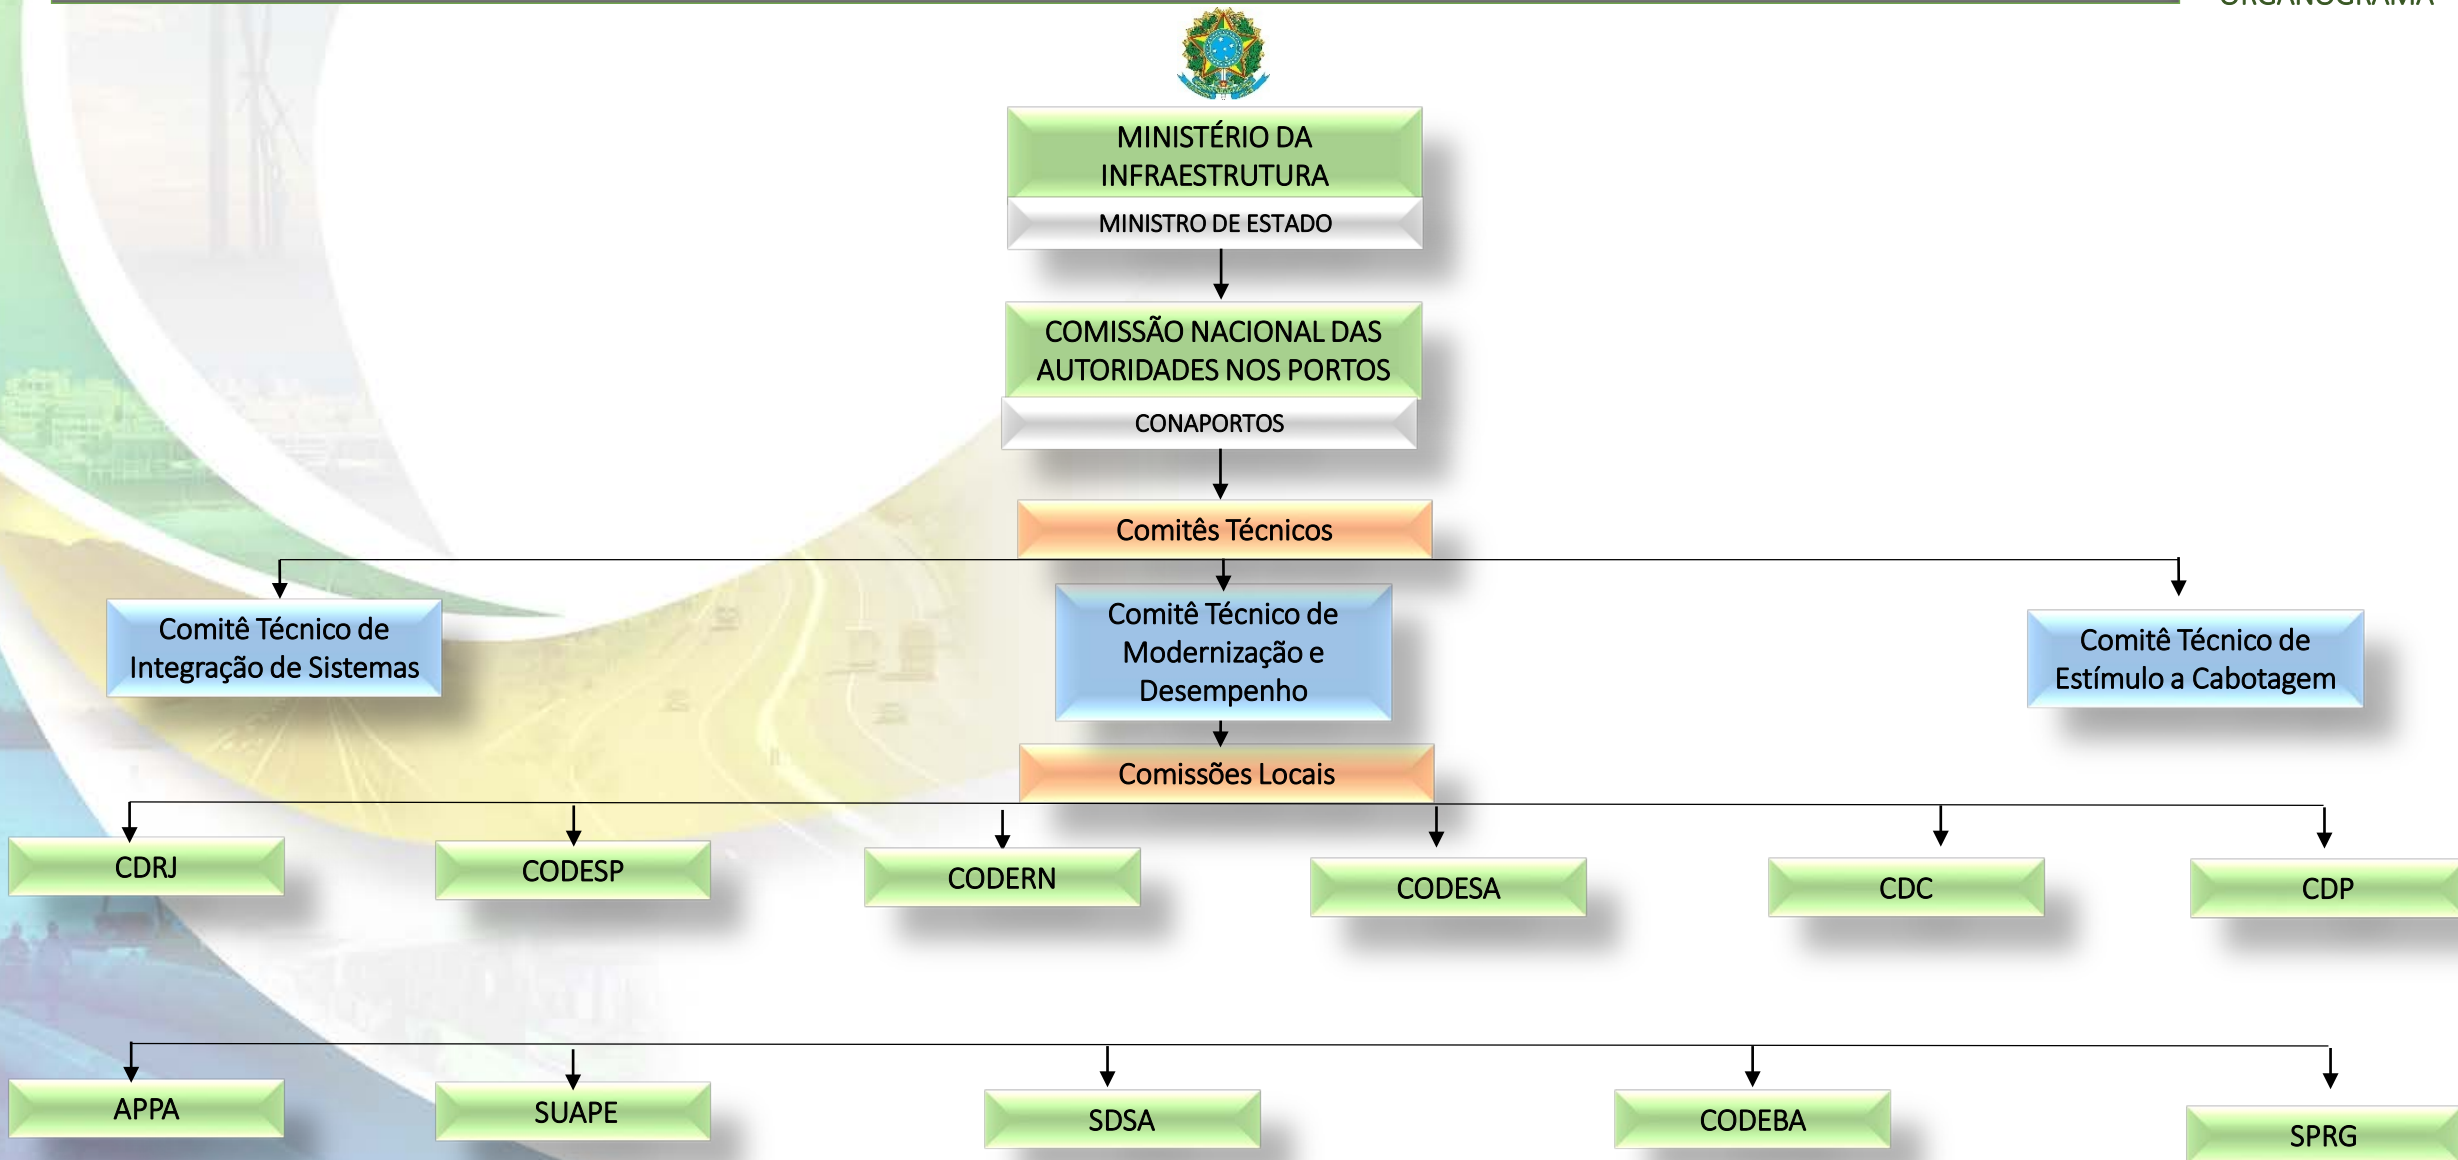 ORGANOGRAMA
MINISTÉRIO DA
INFRAESTRUTURA
MINISTRO DE ESTADO
COMISSÃO NACIONAL DAS
AUTORIDADES NOS PORTOS
CONAPORTOS
Comitês Técnicos
Comitê Técnico de
Integração de Sistemas
Comitê Técnico de
Modernização e
Desempenho
Comitê Técnico de
Estímulo a Cabotagem
Comissões Locais
CDRJ
CODESP
CODERN
CODESA
CDC
CDP
APPA
SUAPE
SDSA
CODEBA
SPRG